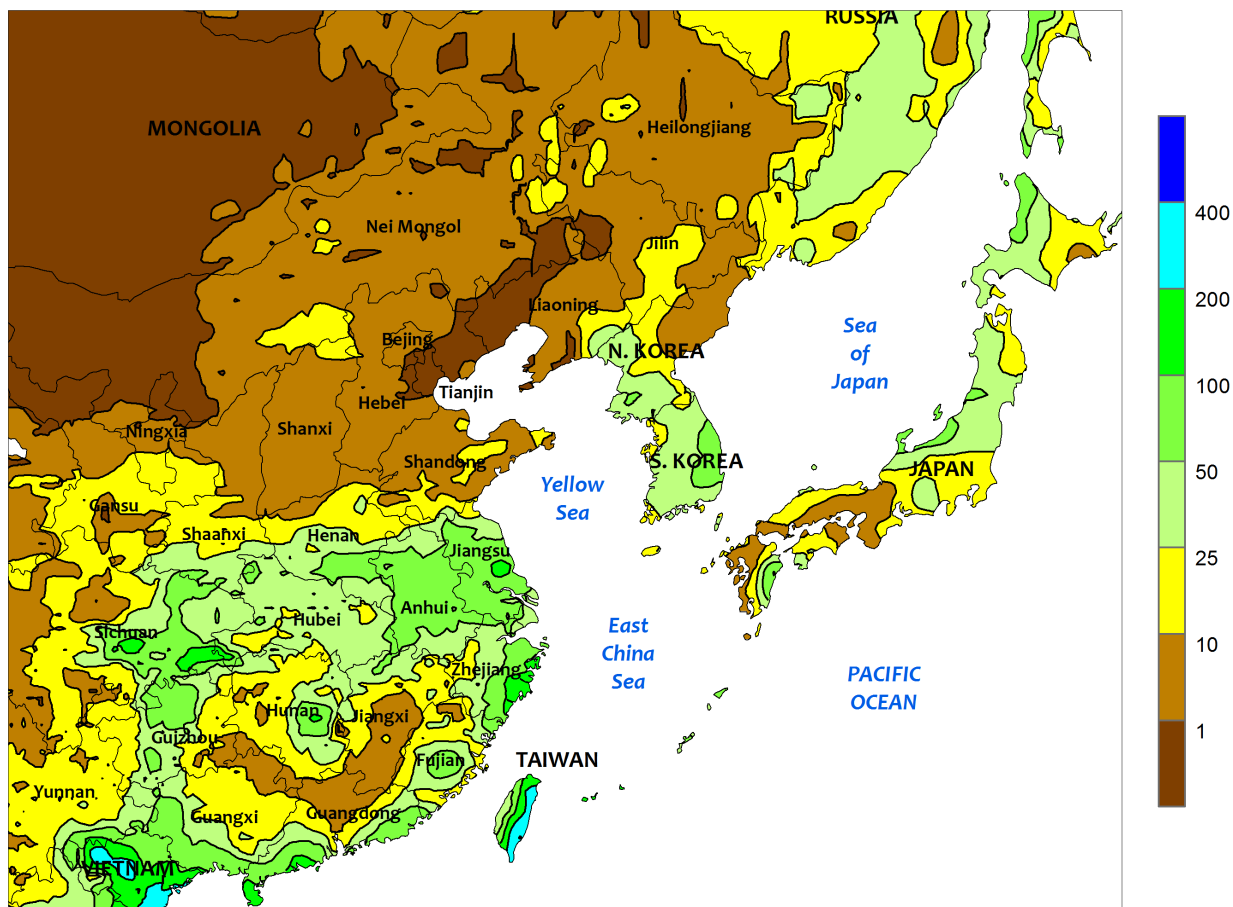 RUSSIA
MONGOLIA
Heilongjiang
Nei Mongol
Jilin
Liaoning
Bejing
N. KOREA
Sea
of
Japan
Tianjin
Hebei
Shanxi
Ningxia
Shandong
S. KOREA
JAPAN
Yellow
Sea
Gansu
Shaanxi
Henan
Jiangsu
Anhui
Hubei
Sichuan
East
China
Sea
Zhejiang
PACIFIC
OCEAN
Hunan
Jiangxi
Guizhou
Fujian
TAIWAN
Yunnan
Guangxi
Guangdong
VIETNAM
400
200
100
50
25
10
1